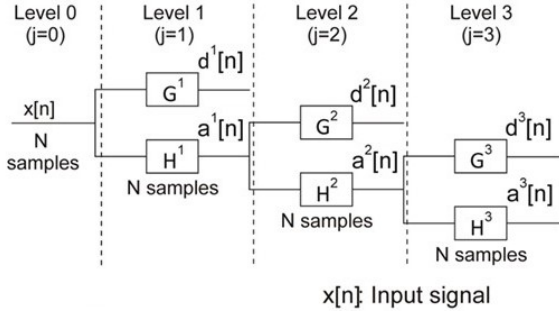 Level 0
(j=0)
Level 1
(j=1)
Level 2
(j=2)
Level 3
(j=3)
x[n]
N
samples
G¹
d¹[n]
H¹
a¹[n]
N samples
G²
d²[n]
H²
a²[n]
N samples
G³
d³[n]
H³
a³[n]
N samples
x[n]: Input signal